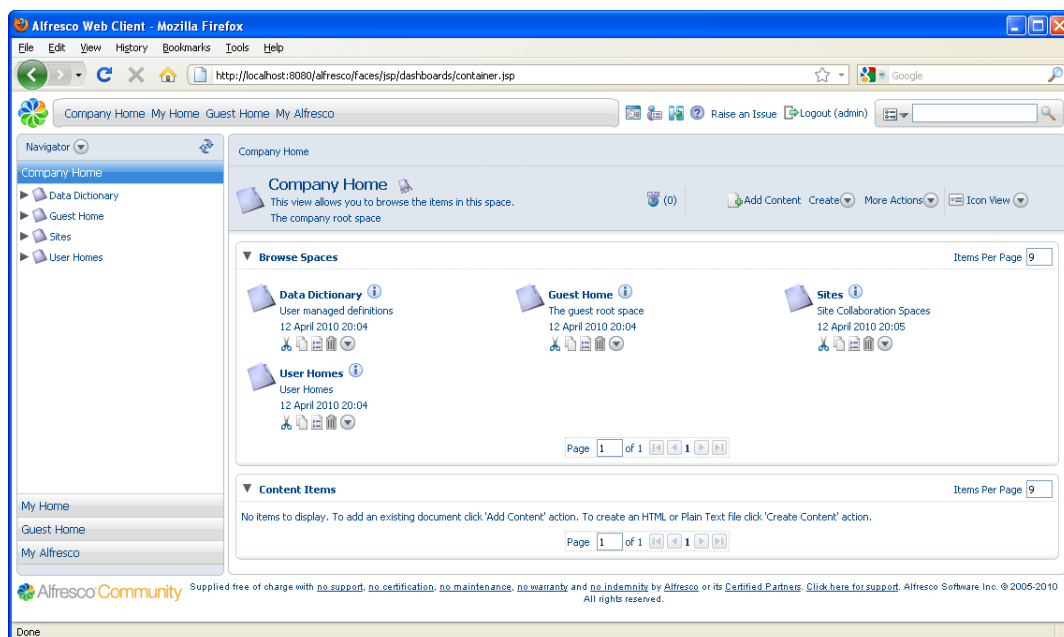 Alfresco Web Client - Mozilla Firefox
File Edit View History Bookmarks Tools Help
http://localhost:8080/alfresco/faces/jsp/dashboards/container.jsp
Google
Company Home My Home Guest Home My Alfresco
Raise an Issue Logout (admin)
Navigator
Company Home
Data Dictionary
Guest Home
Sites
User Homes
My Home
Guest Home
My Alfresco
Company Home
Company Home
This view allows you to browse the items in this space.
The company root space
(0)
Add Content Create More Actions Icon View
Browse Spaces
Items Per Page 9
Data Dictionary
User managed definitions
12 April 2010 20:04
Guest Home
The guest root space
12 April 2010 20:04
Sites
Site Collaboration Spaces
12 April 2010 20:05
User Homes
User Homes
12 April 2010 20:04
Page 1 of 1 1
Content Items
Items Per Page 9
No items to display. To add an existing document click 'Add Content' action. To create an HTML or Plain Text file click 'Create Content' action.
Page 1 of 1 1
Alfresco Community
Supplied free of charge with no support, no certification, no maintenance, no warranty and no indemnity by Alfresco or its Certified Partners. Click here for support. Alfresco Software Inc. © 2005-2010
All rights reserved.
Done